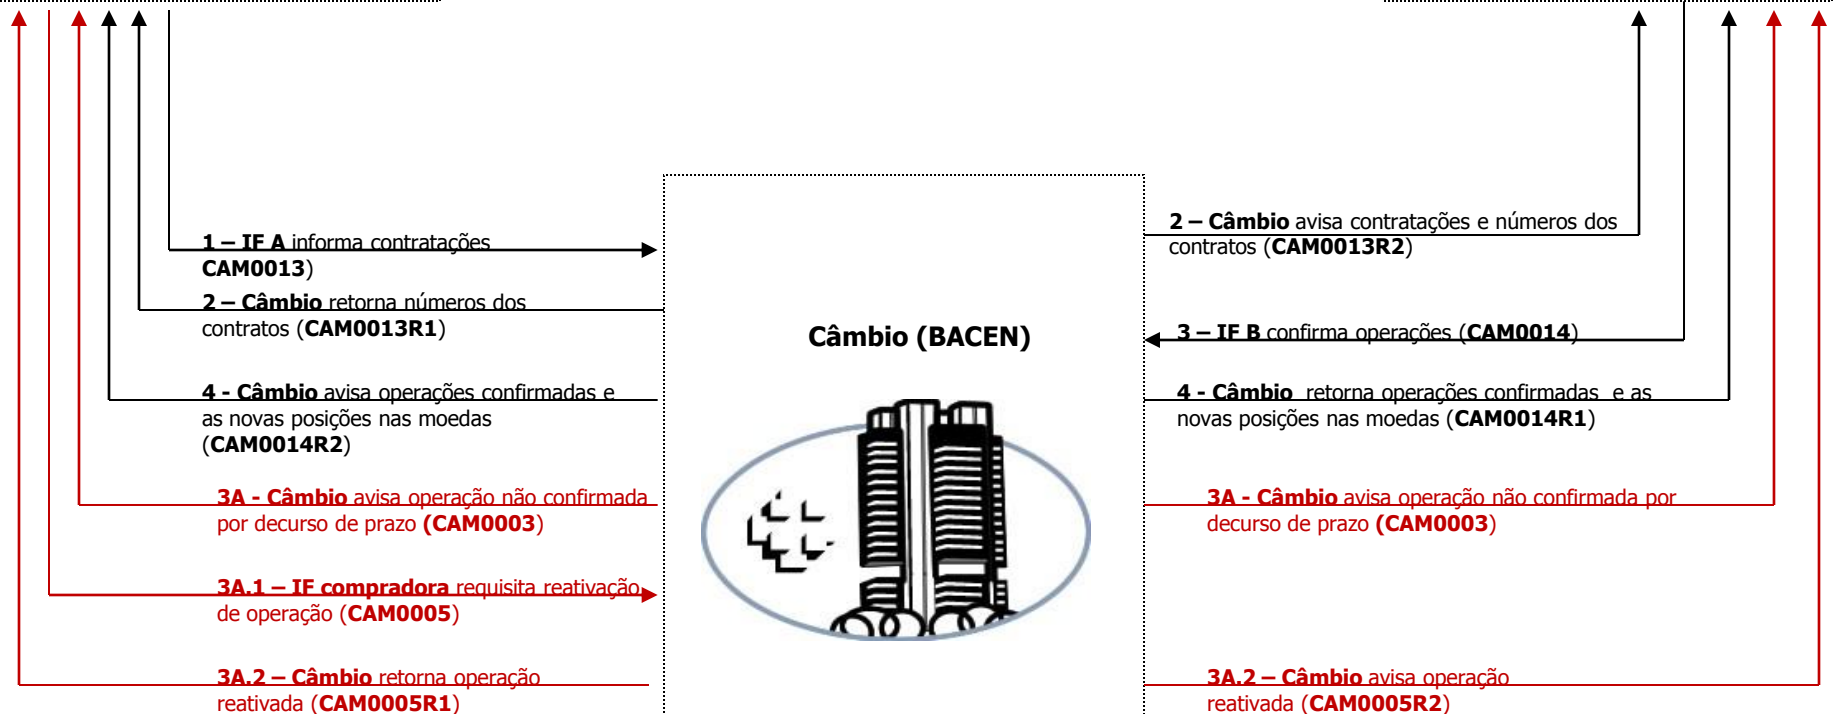 1 – IF A informa contratações
CAM0013)
2 – Câmbio retorna números dos
contratos (CAM0013R1)
4 - Câmbio avisa operações confirmadas e
as novas posições nas moedas
(CAM0014R2)
3A - Câmbio avisa operação não confirmada
por decurso de prazo (CAM0003)
3A.1 – IF compradora requisita reativação
de operação (CAM0005)
3A.2 – Câmbio retorna operação
reativada (CAM0005R1)
Câmbio (BACEN)
2 – Câmbio avisa contratações e números dos
contratos (CAM0013R2)
3 – IF B confirma operações (CAM0014)
4 - Câmbio  retorna operações confirmadas  e as
novas posições nas moedas (CAM0014R1)
3A - Câmbio avisa operação não confirmada por
decurso de prazo (CAM0003)
3A.2 – Câmbio avisa operação
reativada (CAM0005R2)